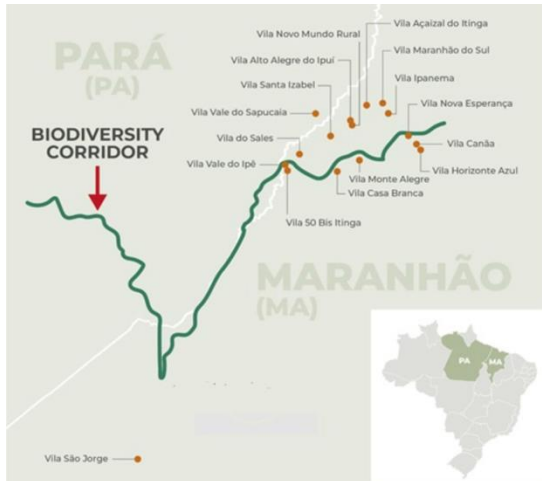 Vila Açaizal do Itinga
Vila Novo Mundo Rural
Vila Maranhão do Sul
PARÁ
(PA)
Vila Alto Alegre do Ipuí
Vila Ipanema
Vila Santa Izabel
Vila Nova Esperança
Vila Vale do Sapucaia
BIODIVERSITY
CORRIDOR
Vila do Sales
Vila Canãa
Vila Vale do Ipê
Vila Horizonte Azul
Vila Monte Alegre
Vila Casa Branca
Vila 50 Bis Itinga
MARANHÃO
(MA)
PA
MA
Vila São Jorge